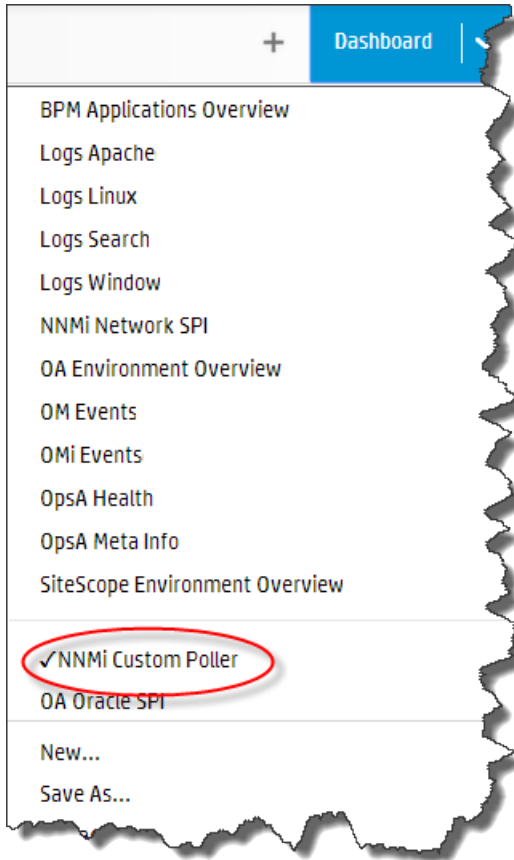 + Dashboard
BPM Applications Overview
Logs Apache
Logs Linux
Logs Search
Logs Window
NNMi Network SPI
OA Environment Overview
OM Events
OMi Events
OpsA Health
OpsA Meta Info
SiteScope Environment Overview
✓NNMi Custom Poller
OA Oracle SPI
New...
Save As...